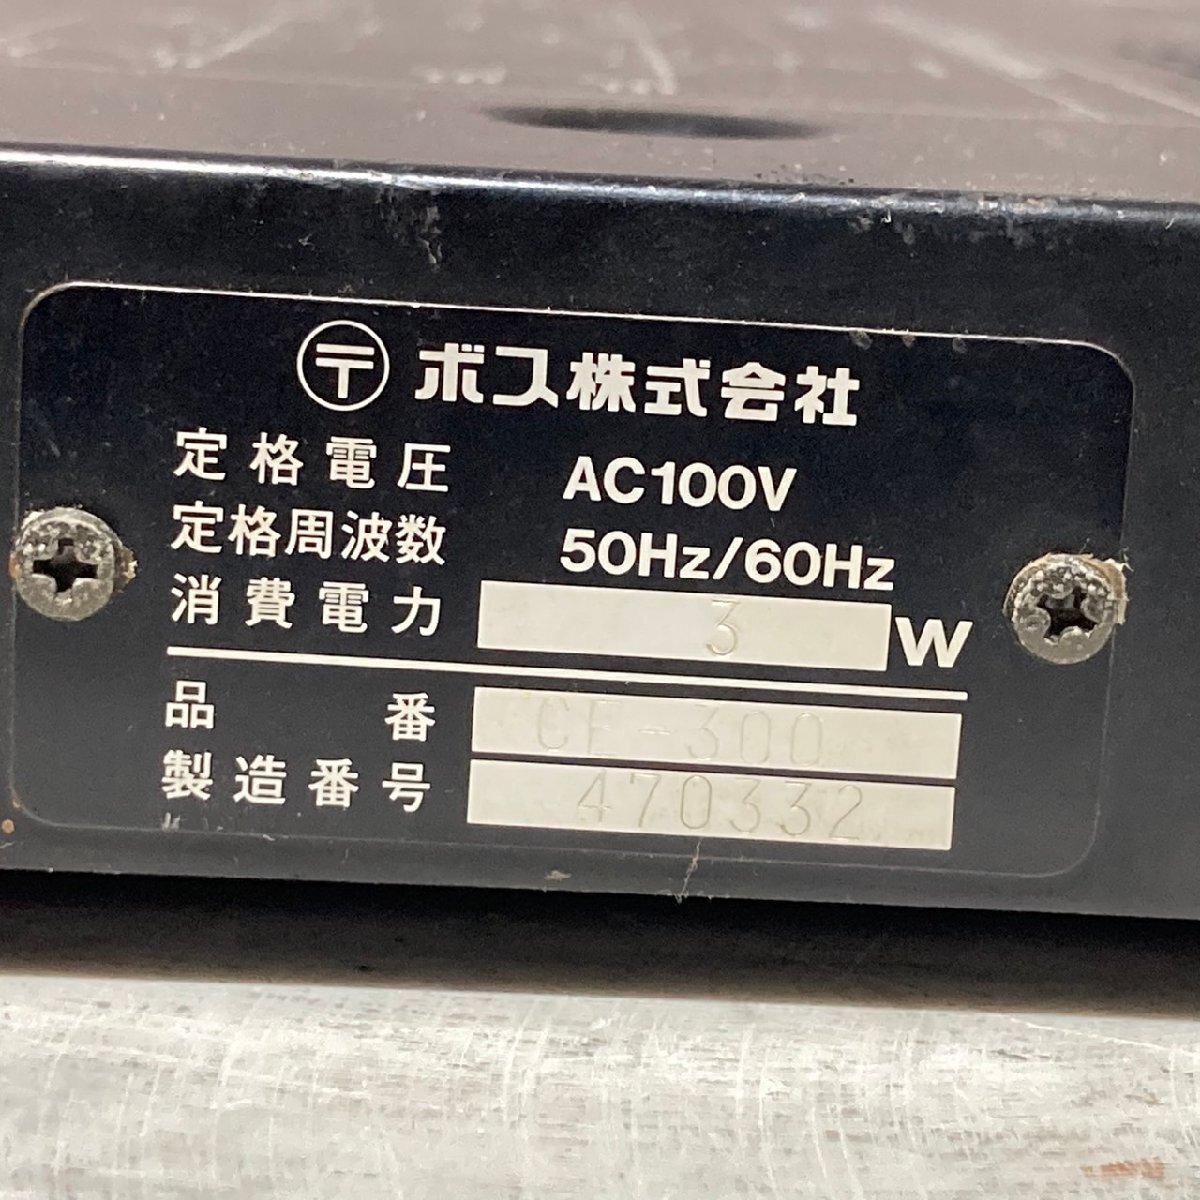 〒 ボス株式会社
定格電圧 AC100V
定格周波数 50Hz/60Hz
消費電力 3 W
品番 CE-300
製造番号 470332